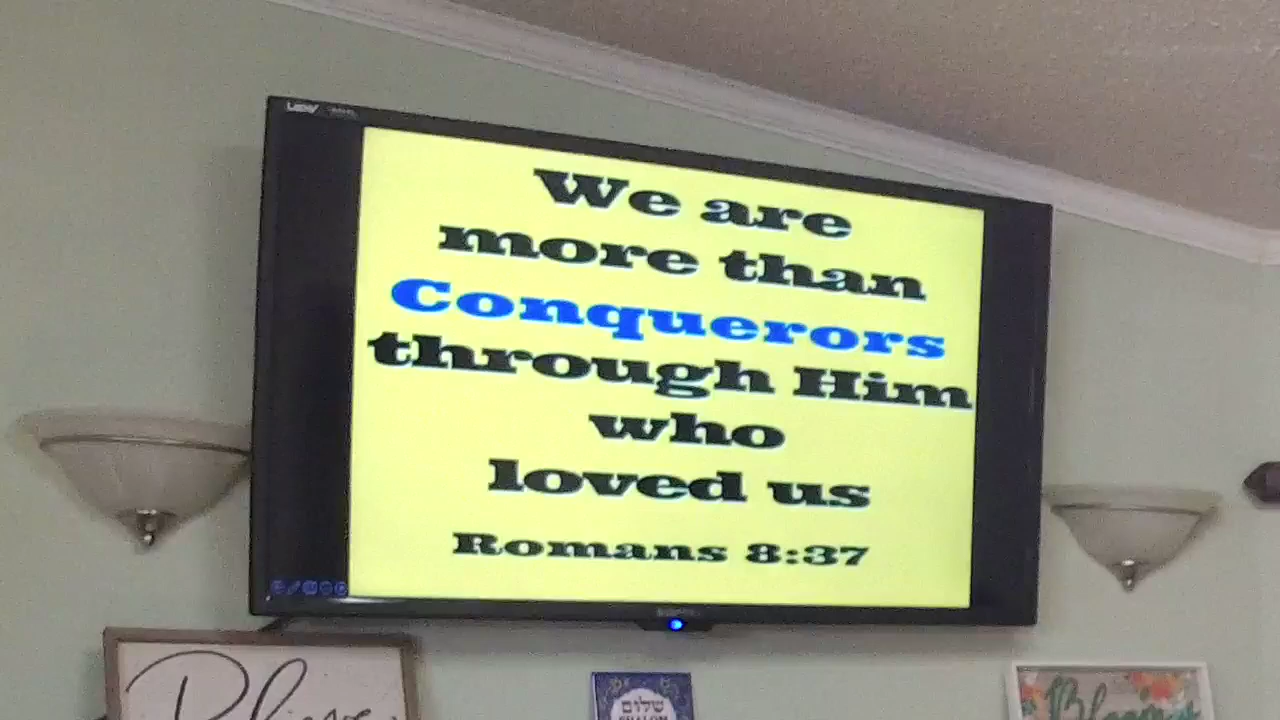 We are
more than
Conquerors
through Him
who
loved us
Romans 8:37
שלום
SHALOM